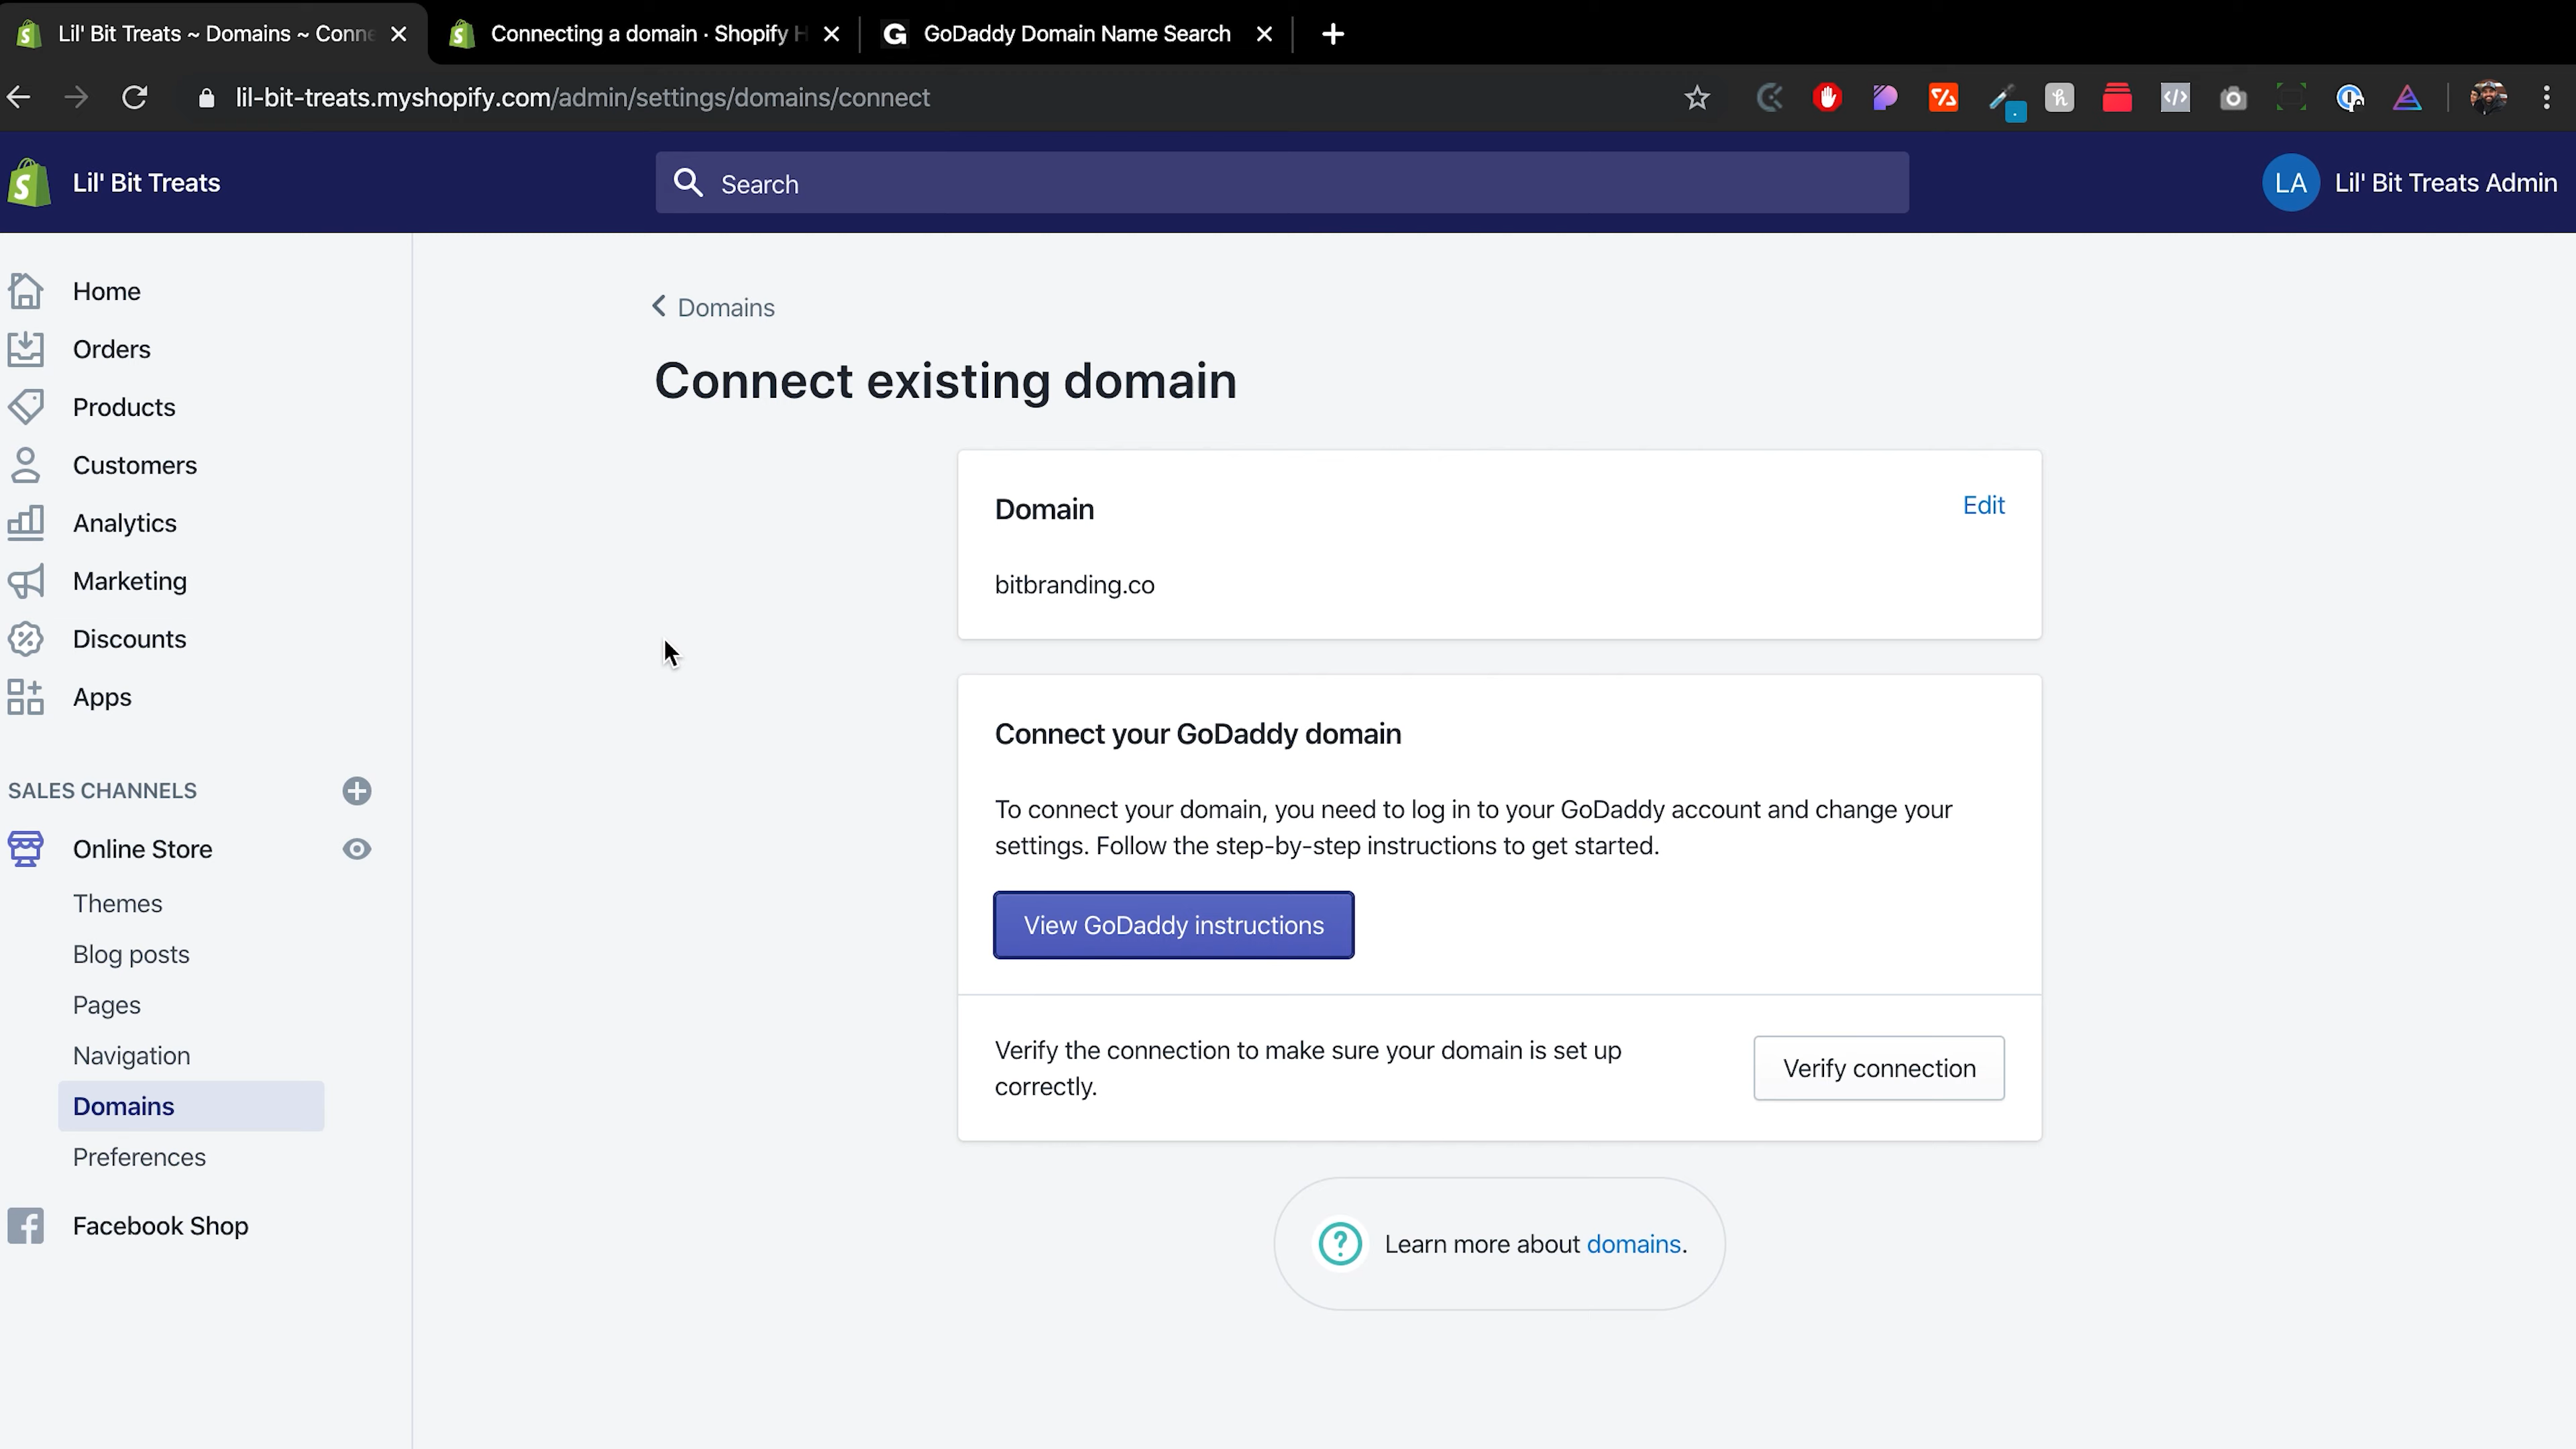 Lil' Bit Treats ~ Domains ~ Conne
Connecting a domain · Shopify H
GoDaddy Domain Name Search
lil-bit-treats.myshopify.com/admin/settings/domains/connect
Lil' Bit Treats
Search
LA
Lil' Bit Treats Admin
Home
Orders
Products
Customers
Analytics
Marketing
Discounts
Apps
SALES CHANNELS
Online Store
Themes
Blog posts
Pages
Navigation
Domains
Preferences
Facebook Shop
Domains
Connect existing domain
Domain
Edit
bitbranding.co
Connect your GoDaddy domain
To connect your domain, you need to log in to your GoDaddy account and change your
settings. Follow the step-by-step instructions to get started.
View GoDaddy instructions
Verify the connection to make sure your domain is set up
correctly.
Verify connection
Learn more about domains.